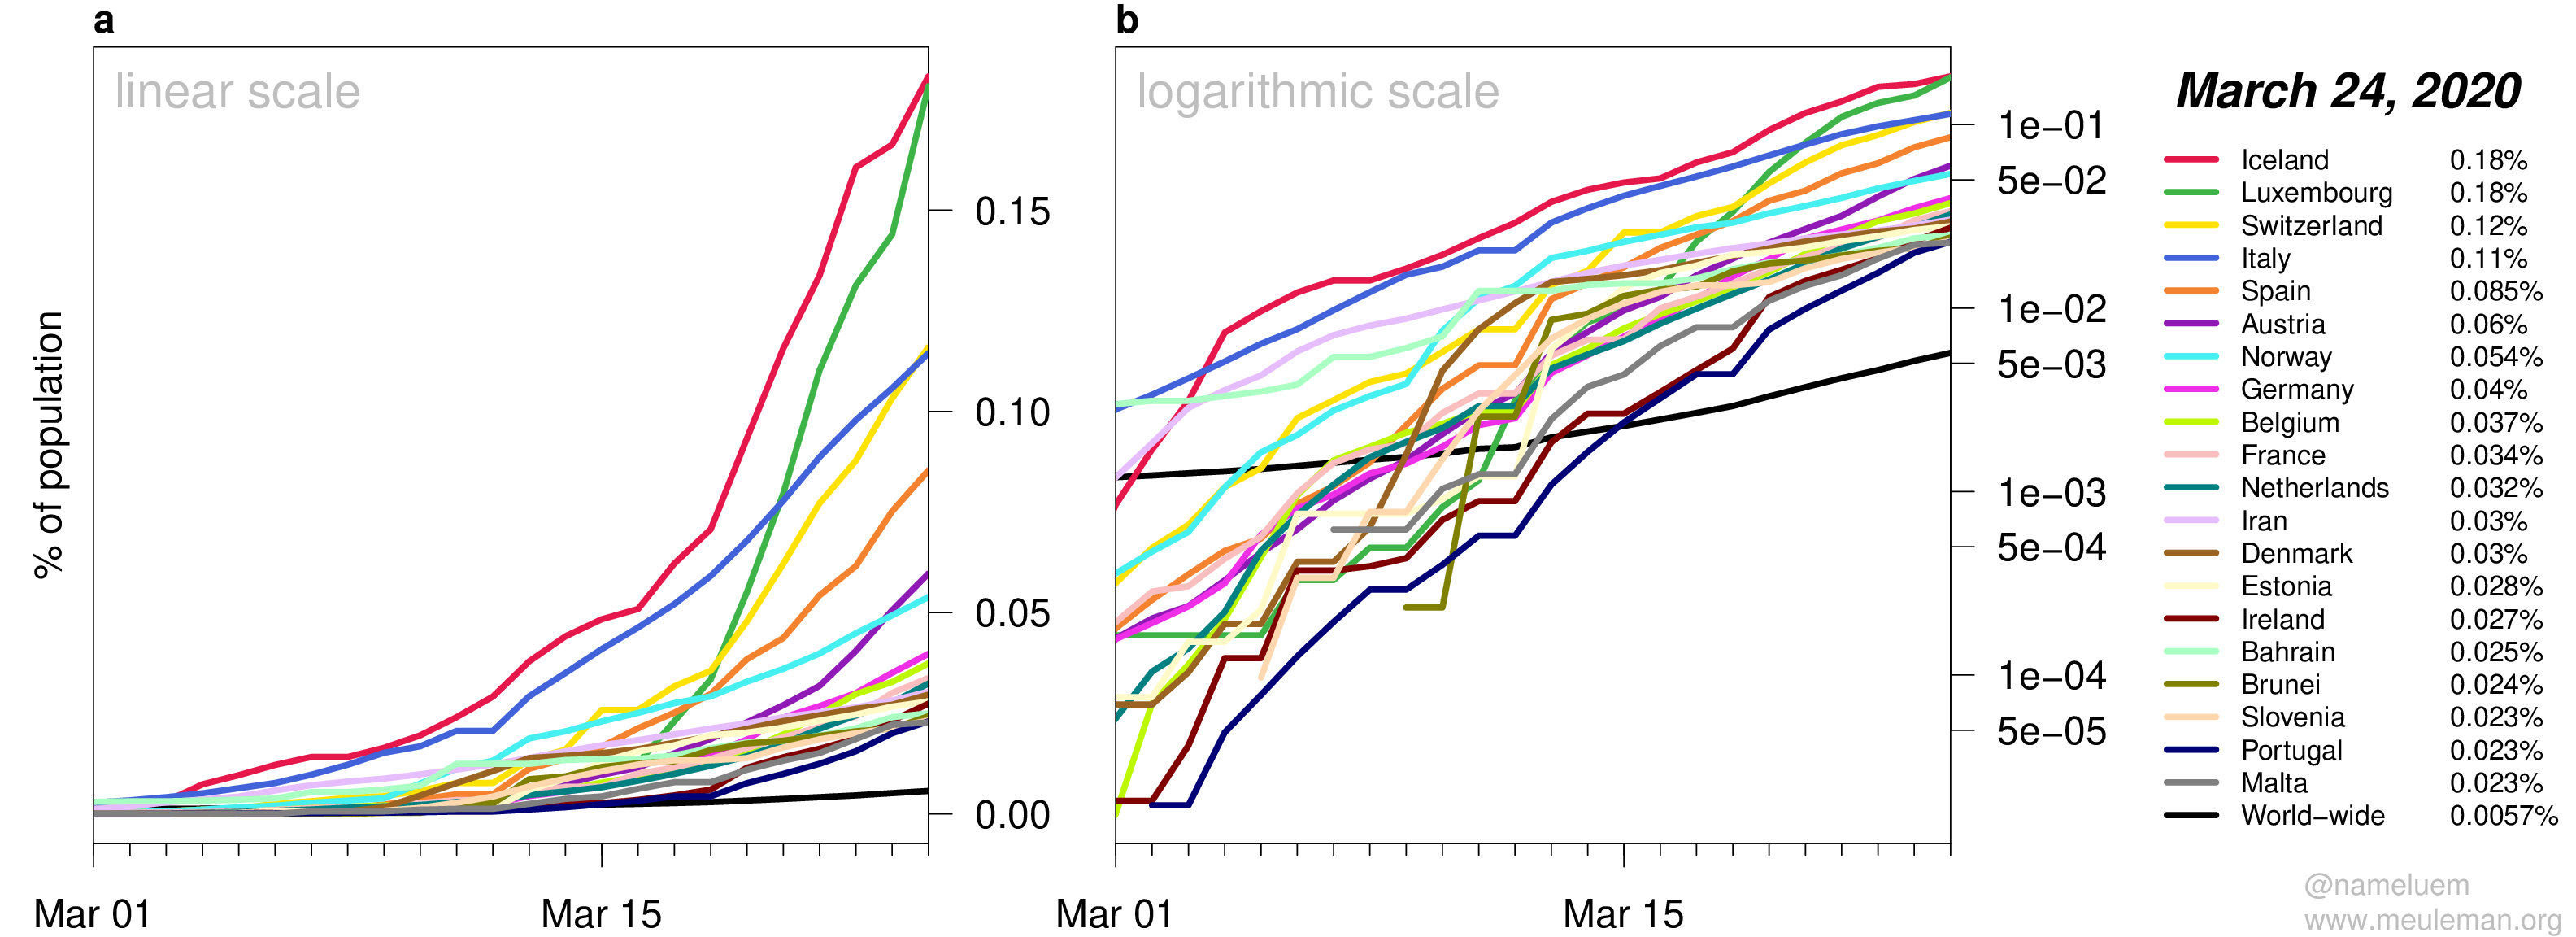 a
linear scale
% of population
0.15
0.10
0.05
0.00
Mar 01
Mar 15
b
logarithmic scale
1e−01
5e−02
1e−02
5e−03
1e−03
5e−04
1e−04
5e−05
Mar 01
Mar 15
March 24, 2020
Iceland 0.18%
Luxembourg 0.18%
Switzerland 0.12%
Italy 0.11%
Spain 0.085%
Austria 0.06%
Norway 0.054%
Germany 0.04%
Belgium 0.037%
France 0.034%
Netherlands 0.032%
Iran 0.03%
Denmark 0.03%
Estonia 0.028%
Ireland 0.027%
Bahrain 0.025%
Brunei 0.024%
Slovenia 0.023%
Portugal 0.023%
Malta 0.023%
World−wide 0.0057%
@nameluem
www.meuleman.org